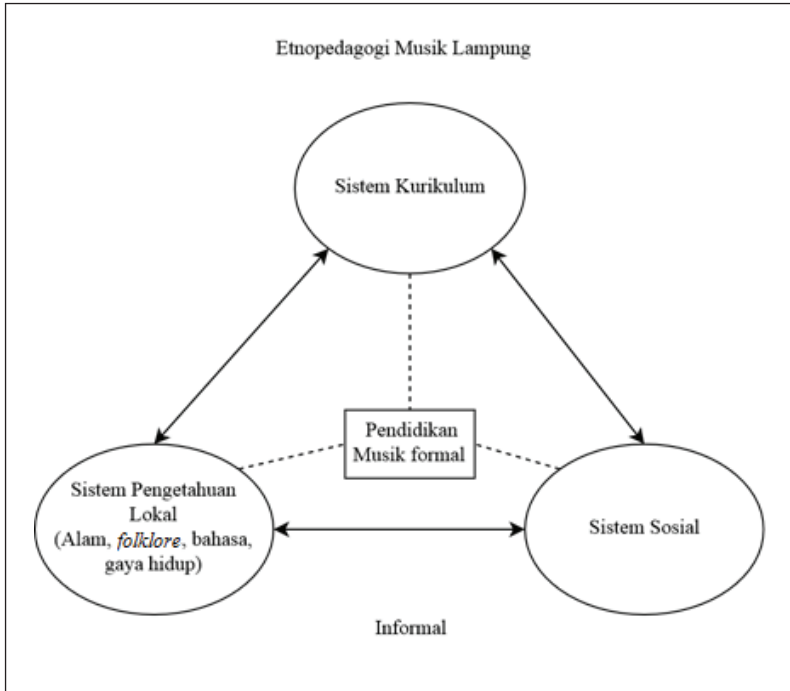 Etnopedagogi Musik Lampung
Sistem Kurikulum
Pendidikan
Musik formal
Sistem Pengetahuan
Lokal
(Alam, folklore, bahasa,
gaya hidup)
Sistem Sosial
Informal